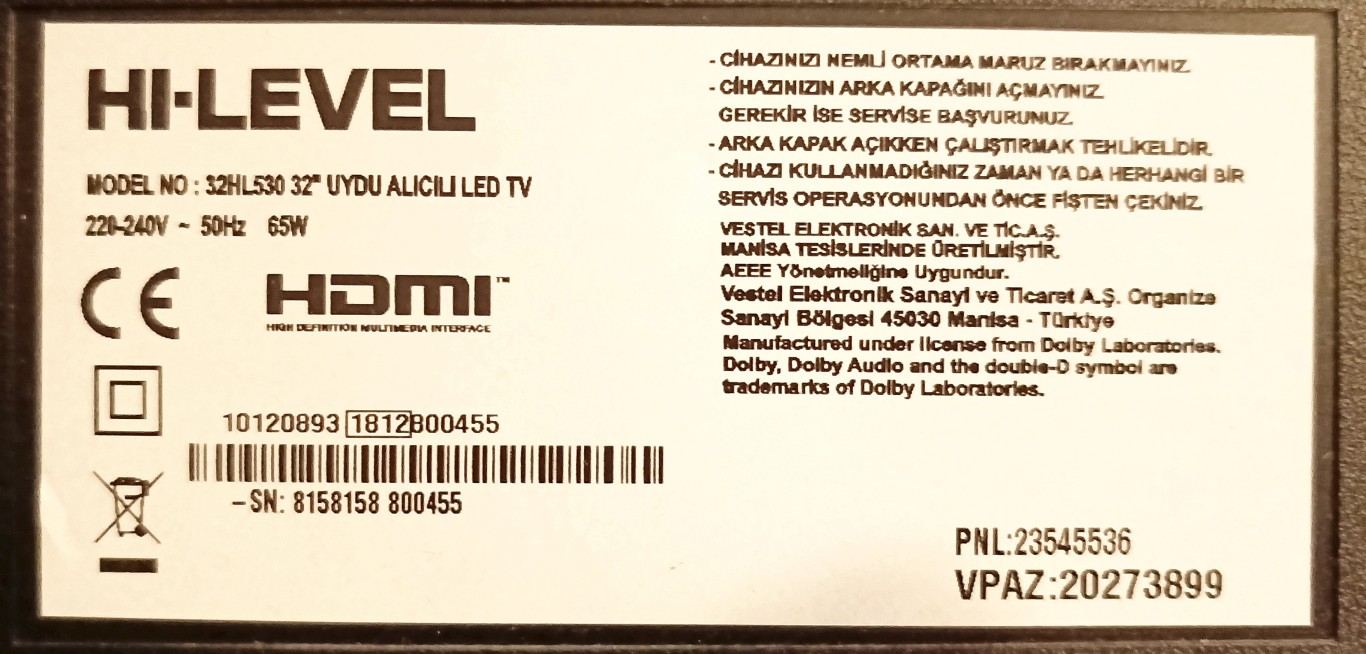 HI-LEVEL
MODEL NO : 32HL530 32" UYDU ALICILI LED TV
220-240V ~ 50Hz 65W
CE
HDMI™
HIGH DEFINITION MULTIMEDIA INTERFACE
10120893 1812800455
-SN: 8158158 800455
- CİHAZINIZI NEMLİ ORTAMA MARUZ BIRAKMAYINIZ.
- CİHAZINIZIN ARKA KAPAĞINI AÇMAYINIZ.
GEREKİR İSE SERVİSE BAŞVURUNUZ.
- ARKA KAPAK AÇIKKEN ÇALIŞTIRMAK TEHLİKELİDİR.
- CİHAZI KULLANMADIĞINIZ ZAMAN YA DA HERHANGİ BİR
SERVİS OPERASYONUNDAN ÖNCE FİŞTEN ÇEKİNİZ.
VESTEL ELEKTRONİK SAN. VE TİC.A.Ş.
MANİSA TESİSLERİNDE ÜRETİLMİŞTİR.
AEEE Yönetmeliğine Uygundur.
Vestel Elektronik Sanayi ve Ticaret A.Ş. Organize
Sanayi Bölgesi 45030 Manisa - Türkiye
Manufactured under license from Dolby Laboratories.
Dolby, Dolby Audio and the double-D symbol are
trademarks of Dolby Laboratories.
PNL:23545536
VPAZ:20273899